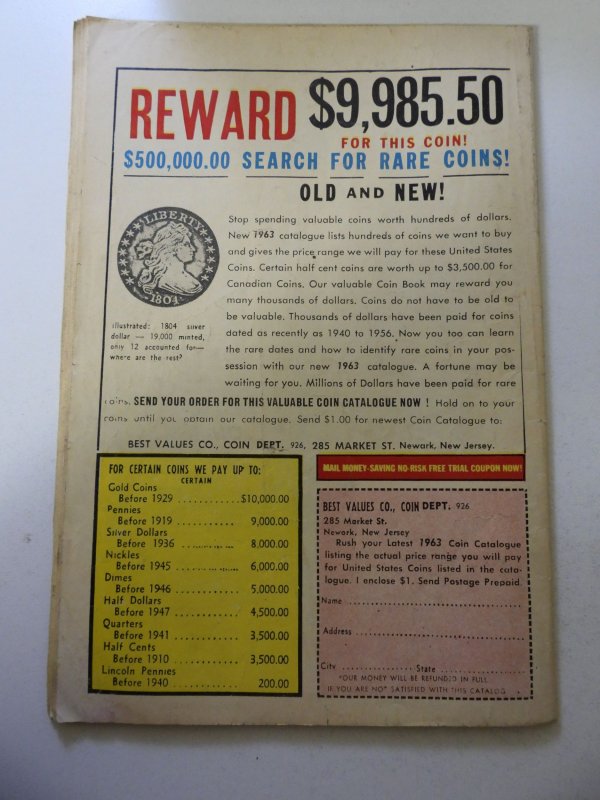 REWARD $9,985.50
FOR THIS COIN!
$500,000.00 SEARCH FOR RARE COINS!
OLD AND NEW!
LIBERTY
1804
Illustrated: 1804 silver
dollar — 19,000 minted,
only 12 accounted for—
where are the rest?
Stop spending valuable coins worth hundreds of dollars.
New 1963 catalogue lists hundreds of coins we want to buy
and gives the price range we will pay for these United States
Coins. Certain half cent coins are worth up to $3,500.00 for
Canadian Coins. Our valuable Coin Book may reward you
many thousands of dollars. Coins do not have to be old to
be valuable. Thousands of dollars have been paid for coins
dated as recently as 1940 to 1956. Now you too can learn
the rare dates and how to identify rare coins in your pos-
session with our new 1963 catalogue. A fortune may be
waiting for you. Millions of Dollars have been paid for rare
coins. SEND YOUR ORDER FOR THIS VALUABLE COIN CATALOGUE NOW ! Hold on to your
coins until you obtain our catalogue. Send $1.00 for newest Coin Catalogue to:
BEST VALUES CO., COIN DEPT. 926, 285 MARKET ST. Newark, New Jersey.
FOR CERTAIN COINS WE PAY UP TO:
CERTAIN
Gold Coins
Before 1929 ............ $10,000.00
Pennies
Before 1919 ............ 9,000.00
Silver Dollars
Before 1936 ............ 8,000.00
Nickles
Before 1945 ............ 6,000.00
Dimes
Before 1946 ............ 5,000.00
Half Dollars
Before 1947 ............ 4,500.00
Quarters
Before 1941 ............ 3,500.00
Half Cents
Before 1910 ............ 3,500.00
Lincoln Pennies
Before 1940 ............ 200.00
MAIL MONEY-SAVING NO-RISK FREE TRIAL COUPON NOW!
BEST VALUES CO., COIN DEPT. 926
285 Market St.
Nework, New Jersey
Rush your Latest 1963 Coin Catalogue
listing the actual price range you will pay
for United States Coins listed in the cata-
logue. I enclose $1. Send Postage Prepaid.
Name ............
Address ............
City ............ State ............
YOUR MONEY WILL BE REFUNDED IN FULL
IF YOU ARE NOT SATISFIED WITH THIS CATALOG